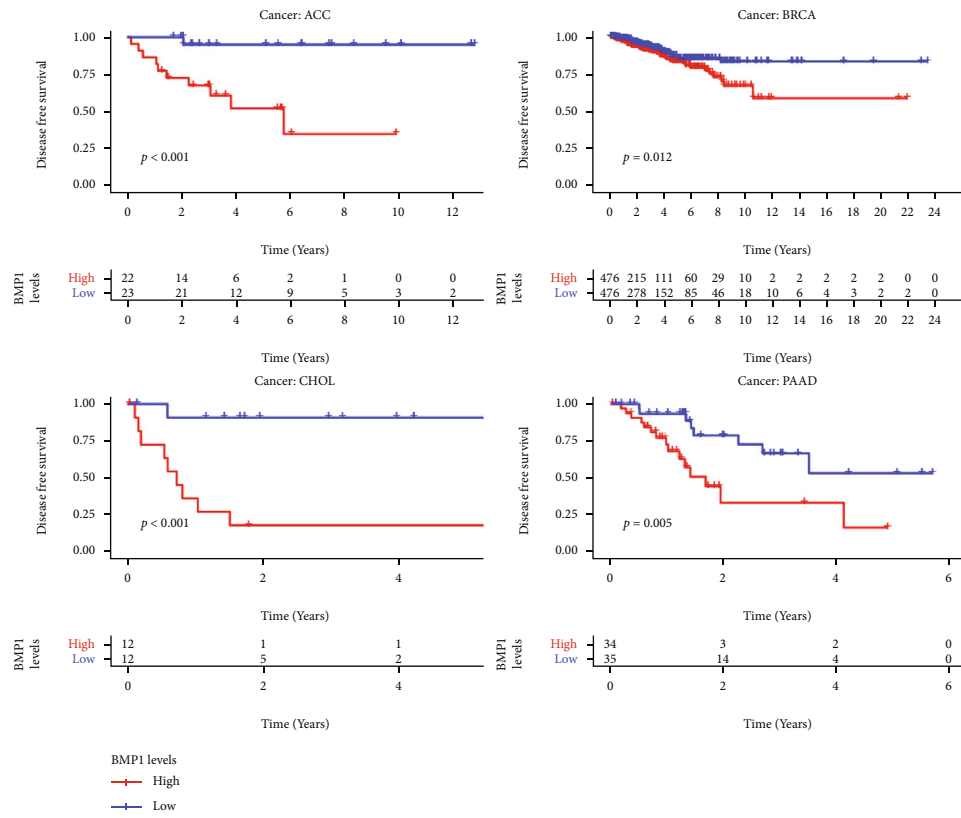 Cancer: ACC
1.00
0.75
0.50
0.25
0.00
Disease free survival
p < 0.001
0 2 4 6 8 10 12
Time (Years)
BMP1 levels
High 22 14 6 2 1 0 0
Low 23 21 12 9 5 3 2
0 2 4 6 8 10 12
Time (Years)
Cancer: BRCA
1.00
0.75
0.50
0.25
0.00
Disease free survival
p = 0.012
0 2 4 6 8 10 12 14 16 18 20 22 24
Time (Years)
BMP1 levels
High 476 215 111 60 29 10 2 2 2 2 2 0 0
Low 476 278 152 85 46 18 10 6 4 3 2 2 0
0 2 4 6 8 10 12 14 16 18 20 22 24
Time (Years)
Cancer: CHOL
1.00
0.75
0.50
0.25
0.00
Disease free survival
p < 0.001
0 2 4
Time (Years)
BMP1 levels
High 12 1 1
Low 12 5 2
0 2 4
Time (Years)
Cancer: PAAD
1.00
0.75
0.50
0.25
0.00
Disease free survival
p = 0.005
0 2 4 6
Time (Years)
BMP1 levels
High 34 3 2 0
Low 35 14 4 0
0 2 4 6
Time (Years)
BMP1 levels
High
Low